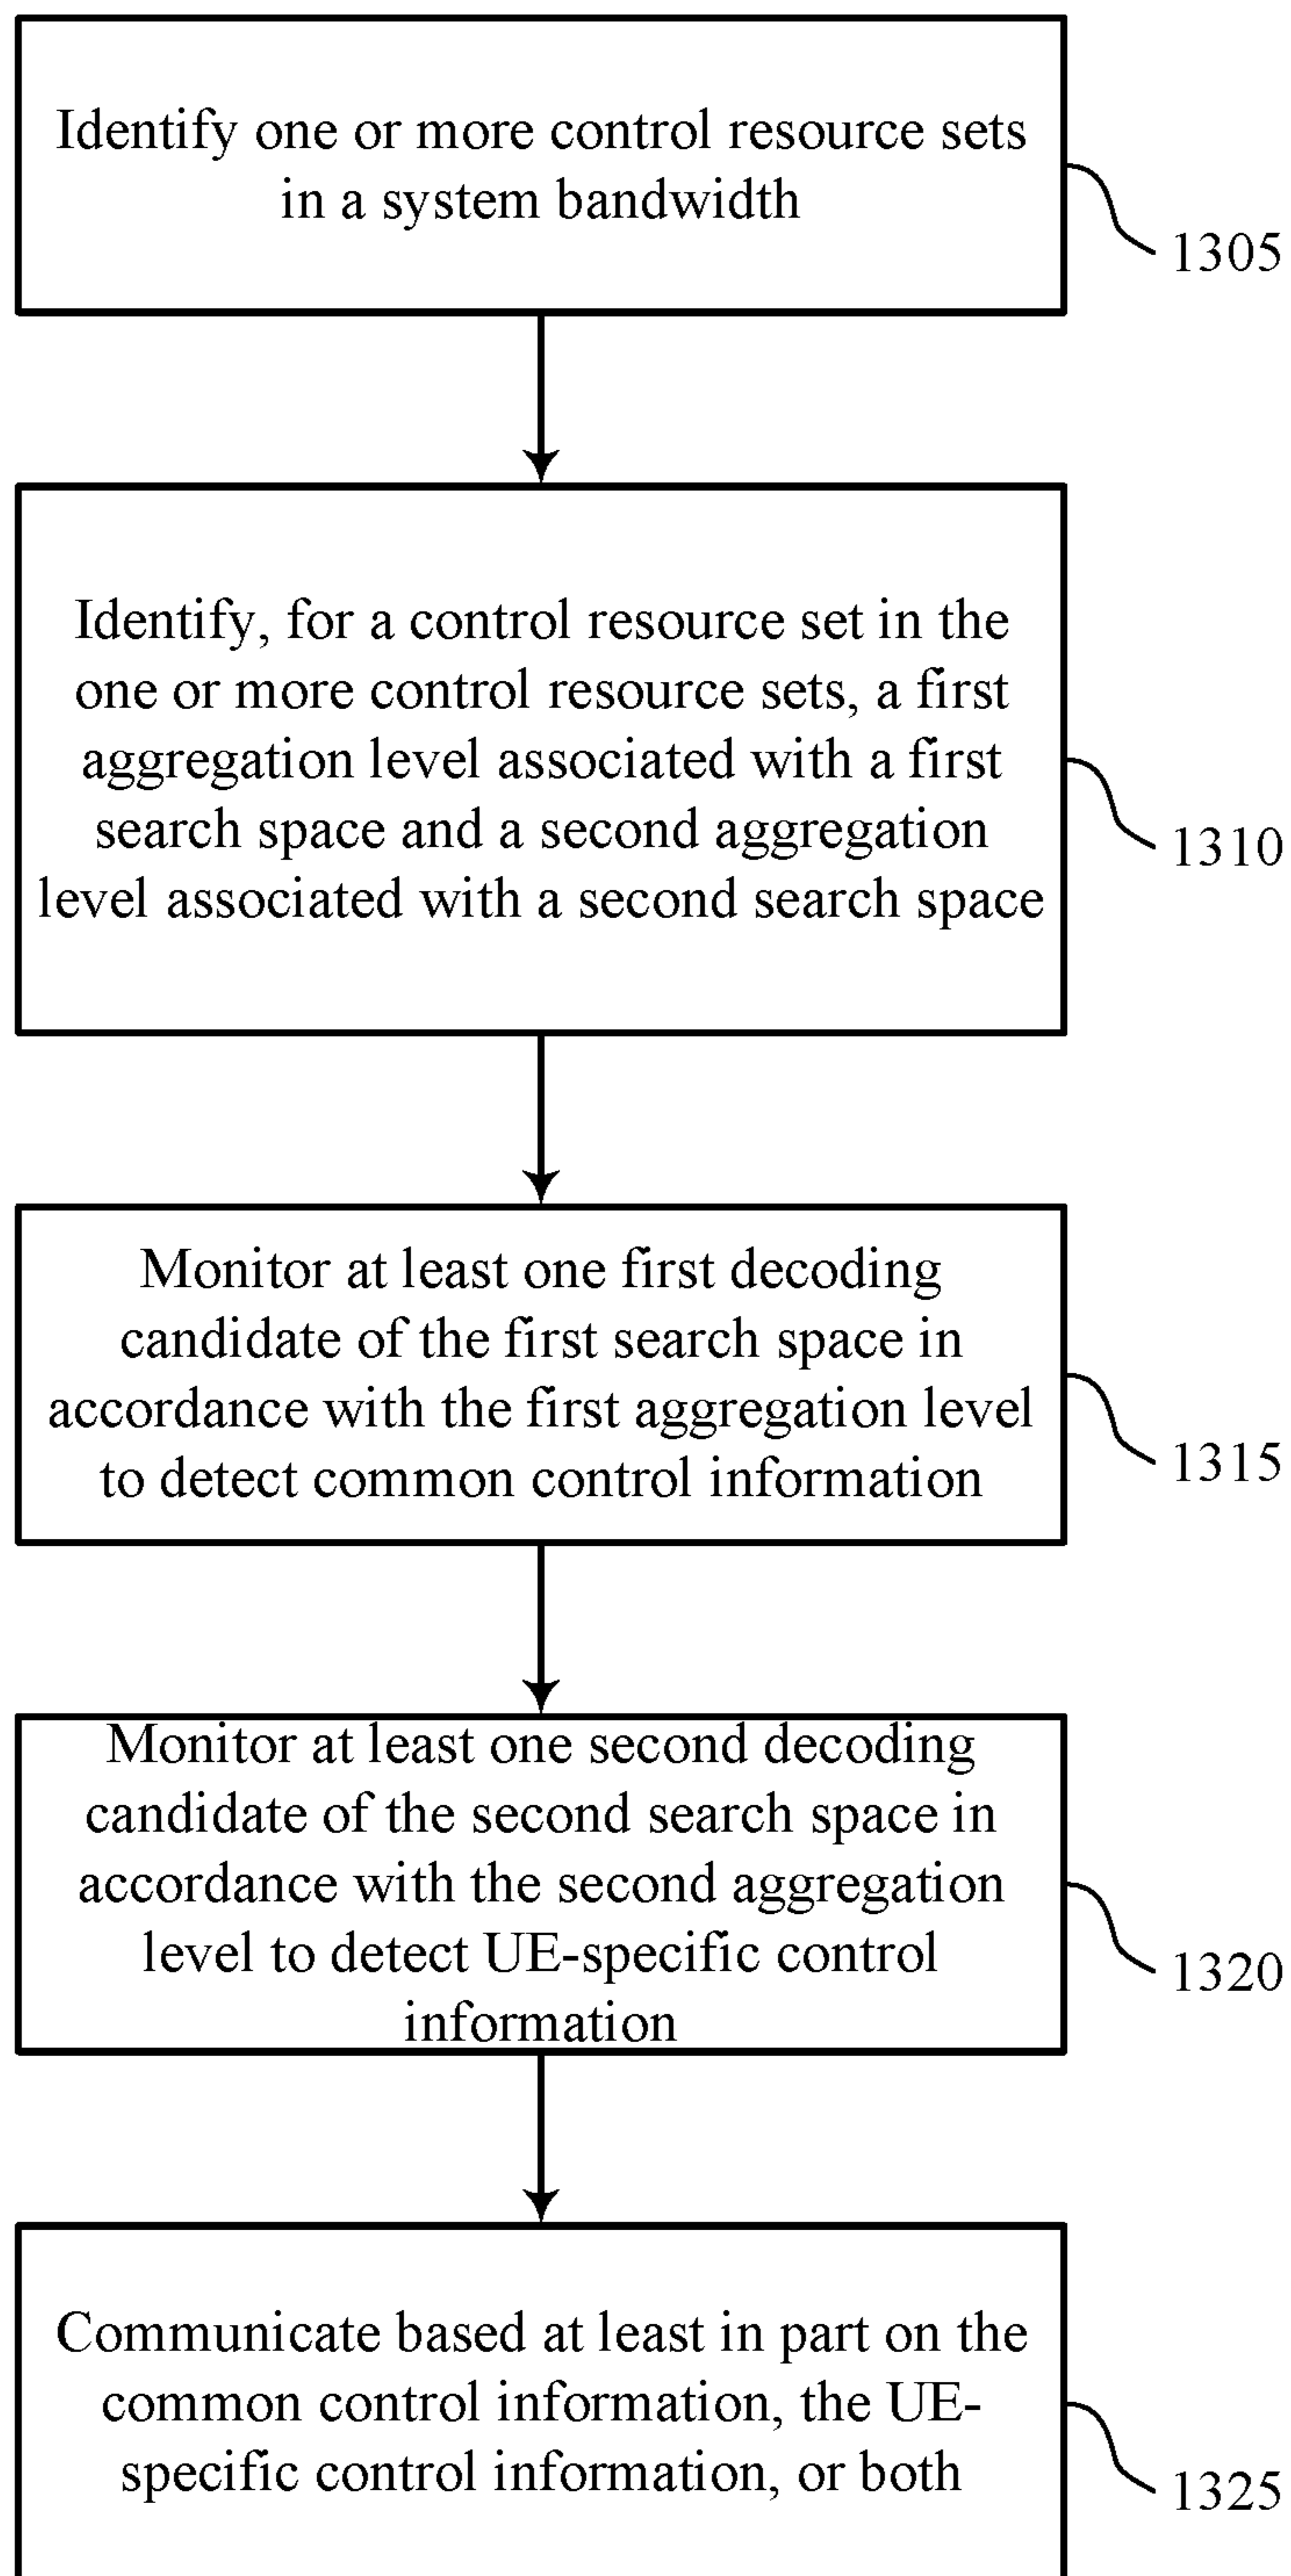 Identify one or more control resource sets
in a system bandwidth
1305
Identify, for a control resource set in the
one or more control resource sets, a first
aggregation level associated with a first
search space and a second aggregation
level associated with a second search space
1310
Monitor at least one first decoding
candidate of the first search space in
accordance with the first aggregation level
to detect common control information
1315
Monitor at least one second decoding
candidate of the second search space in
accordance with the second aggregation
level to detect UE-specific control
information
1320
Communicate based at least in part on the
common control information, the UE-
specific control information, or both
1325